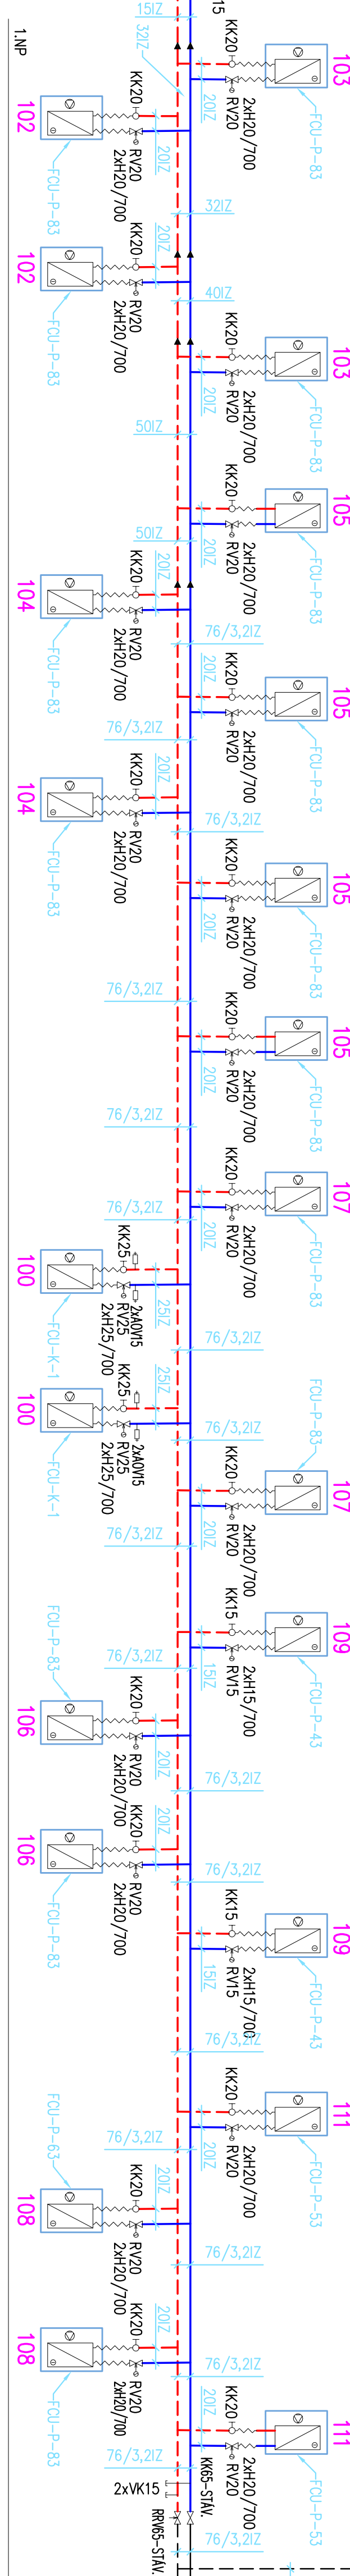 15
15IZ
32IZ
1.NP
103
FCU-P-83
2xH20/700
KK20
RV20
20IZ
KK20
RV20
2xH20/700
20IZ
102
FCU-P-83
32IZ
KK20
RV20
2xH20/700
20IZ
102
FCU-P-83
40IZ
103
FCU-P-83
2xH20/700
KK20
RV20
20IZ
50IZ
105
FCU-P-83
2xH20/700
KK20
RV20
20IZ
50IZ
KK20
RV20
2xH20/700
20IZ
104
FCU-P-83
76/3,2IZ
105
FCU-P-83
2xH20/700
KK20
RV20
20IZ
76/3,2IZ
KK20
RV20
2xH20/700
20IZ
104
FCU-P-83
76/3,2IZ
105
FCU-P-83
2xH20/700
KK20
RV20
20IZ
76/3,2IZ
105
FCU-P-83
2xH20/700
KK20
RV20
20IZ
76/3,2IZ
107
FCU-P-83
2xH20/700
KK20
RV20
20IZ
76/3,2IZ
KK25
2xAOV15
RV25
2xH25/700
25IZ
100
FCU-K-1
76/3,2IZ
KK25
2xAOV15
RV25
2xH25/700
25IZ
100
FCU-K-1
76/3,2IZ
107
FCU-P-83
2xH20/700
KK20
RV20
20IZ
76/3,2IZ
109
FCU-P-43
2xH15/700
KK15
RV15
15IZ
76/3,2IZ
KK20
RV20
2xH20/700
20IZ
106
FCU-P-83
76/3,2IZ
KK20
RV20
2xH20/700
20IZ
106
FCU-P-83
76/3,2IZ
109
FCU-P-43
2xH15/700
KK15
RV15
15IZ
76/3,2IZ
111
FCU-P-53
2xH20/700
KK20
RV20
20IZ
76/3,2IZ
KK20
RV20
2xH20/700
20IZ
108
FCU-P-63
76/3,2IZ
KK20
RV20
2xH20/700
20IZ
108
FCU-P-83
76/3,2IZ
111
FCU-P-53
2xH20/700
KK20
RV20
20IZ
76/3,2IZ
2xVK15
KK65-STÁV.
RRV65-STÁV.
76/3,2IZ